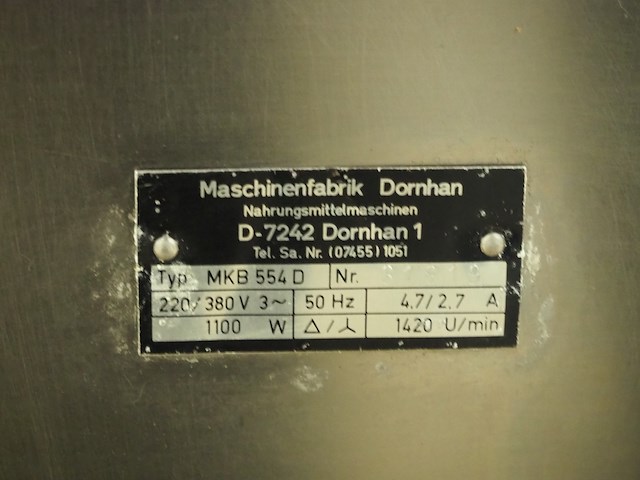 Maschinenfabrik Dornhan
Nahrungsmittelmaschinen
D-7242 Dornhan 1
Tel. Sa. Nr. (07455) 1051
Typ MKB 554 D Nr.
220/380 V 3~ 50 Hz 4,7/2,7 A
1100 W △/⅄ 1420 U/min